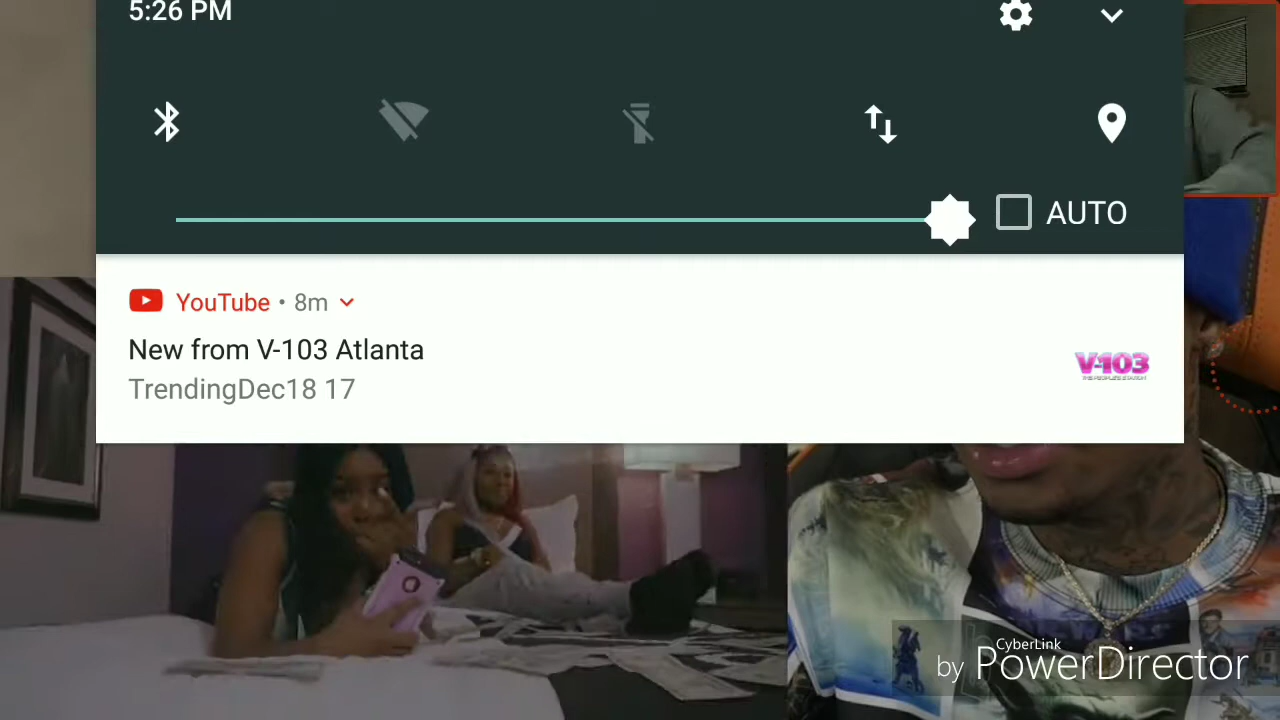 5:26 PM
AUTO
YouTube • 8m
New from V-103 Atlanta
TrendingDec18 17
V-103
CyberLink
by PowerDirector